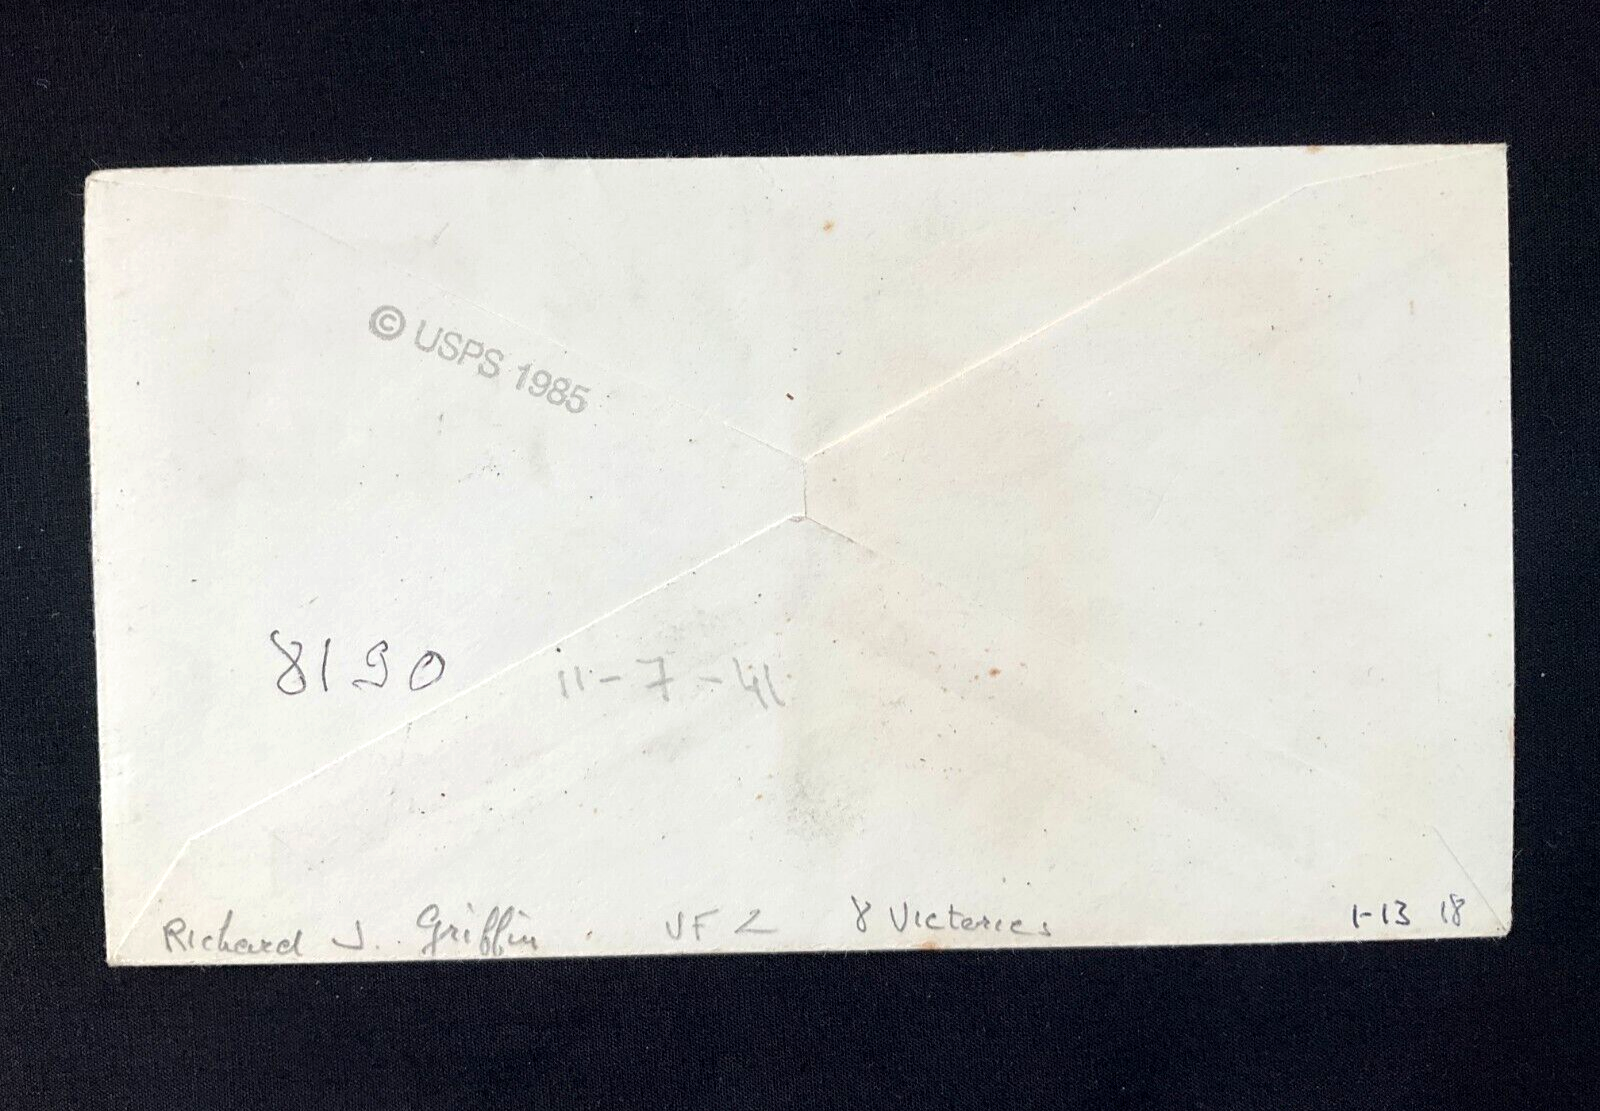 © USPS 1985
8190
11-7-41
Richard J. Griffin VF 2 8 Victories 1-13 18